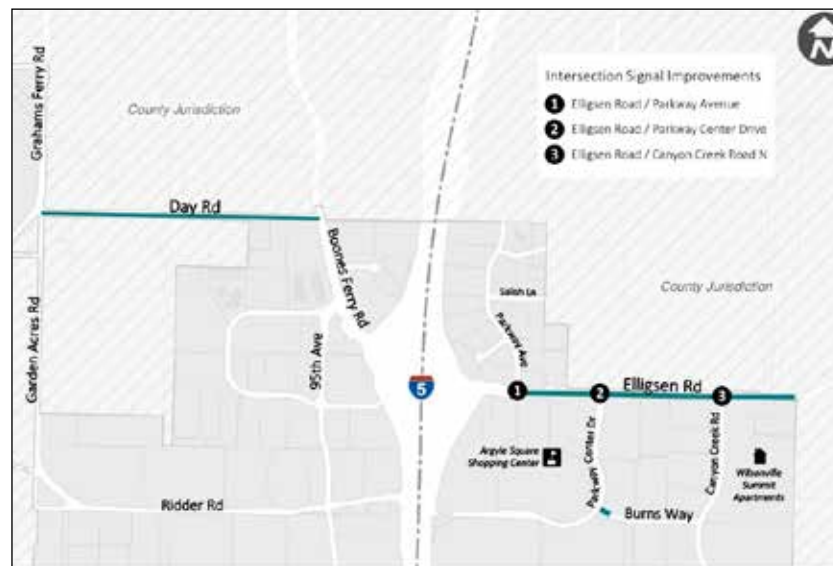 N
Grahams Ferry Rd
County Jurisdiction
Intersection Signal Improvements
1 Elligsen Road / Parkway Avenue
2 Elligsen Road / Parkway Center Drive
3 Elligsen Road / Canyon Creek Road N
Day Rd
Boones Ferry Rd
Salish Ln
County Jurisdiction
Parkway Ave
Garden Acres Rd
95th Ave
5
1
2
Elligsen Rd
3
Argyle Square
Shopping Center
Parkway Center Dr
Canyon Creek Rd
Wilsonville
Summit
Apartments
Ridder Rd
Burns Way